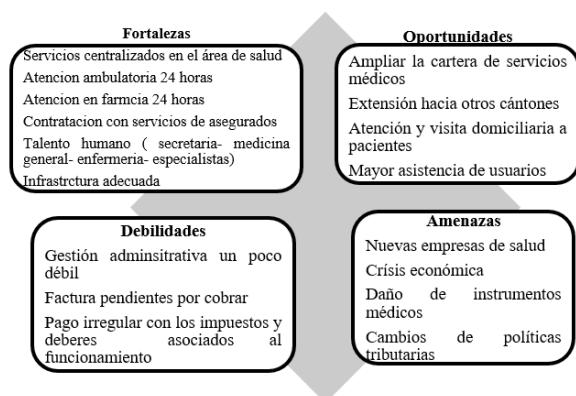 Fortalezas
Servicios centralizados en el área de salud
Atencion ambulatoria 24 horas
Atencion en farmcia 24 horas
Contratacion con servicios de asegurados
Talento humano ( secretaria- medicina
general- enfermeria- especialistas)
Infrastrctura adecuada
Oportunidades
Ampliar la cartera de servicios
médicos
Extensión hacia otros cántones
Atención y visita domiciliaria a
pacientes
Mayor asistencia de usuarios
Debilidades
Gestión adminsitrativa un poco
débil
Factura pendientes por cobrar
Pago irregular con los impuestos y
deberes asociados al
funcionamiento
Amenazas
Nuevas empresas de salud
Crísis económica
Daño de instrumentos
médicos
Cambios de políticas
tributarias